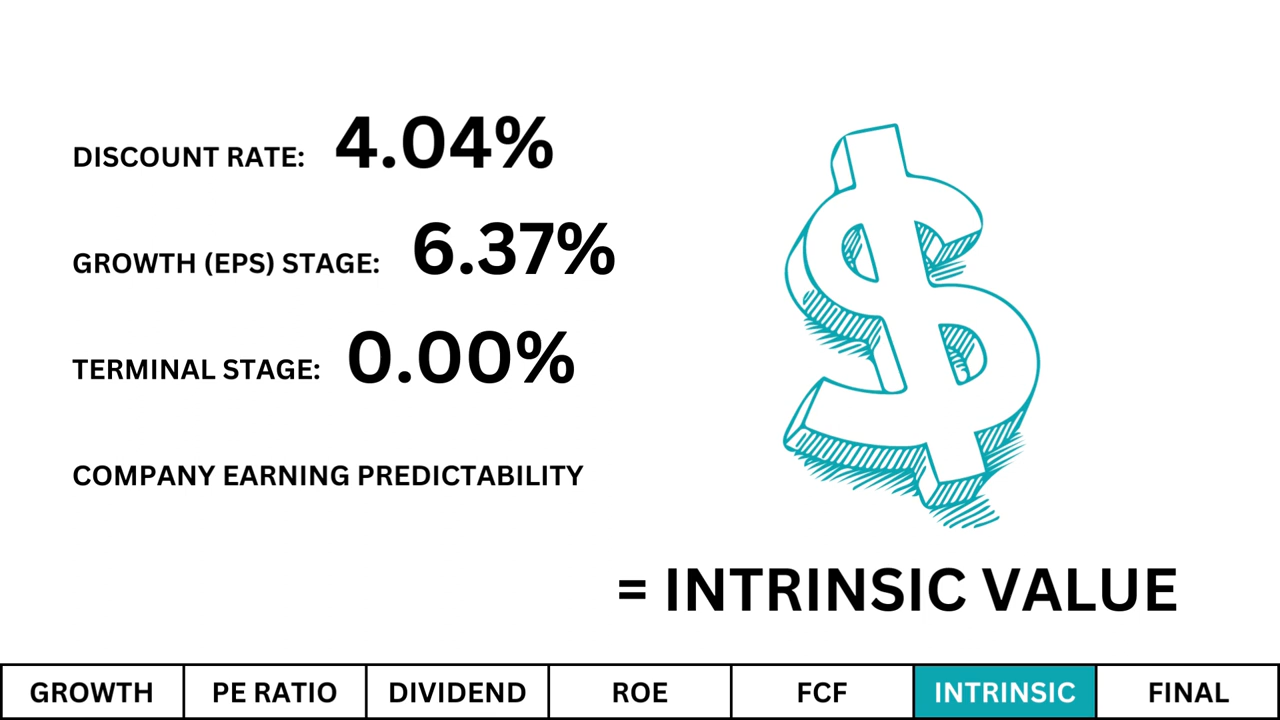 DISCOUNT RATE: 4.04%
GROWTH (EPS) STAGE: 6.37%
TERMINAL STAGE: 0.00%
COMPANY EARNING PREDICTABILITY
= INTRINSIC VALUE
GROWTH PE RATIO DIVIDEND ROE FCF INTRINSIC FINAL